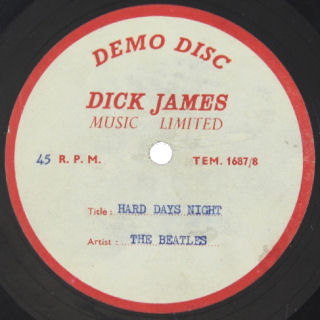 DEMO DISC
DICK JAMES
MUSIC LIMITED
45 R. P. M. TEM. 1687/8
Title : HARD DAYS NIGHT
Artist : THE BEATLES